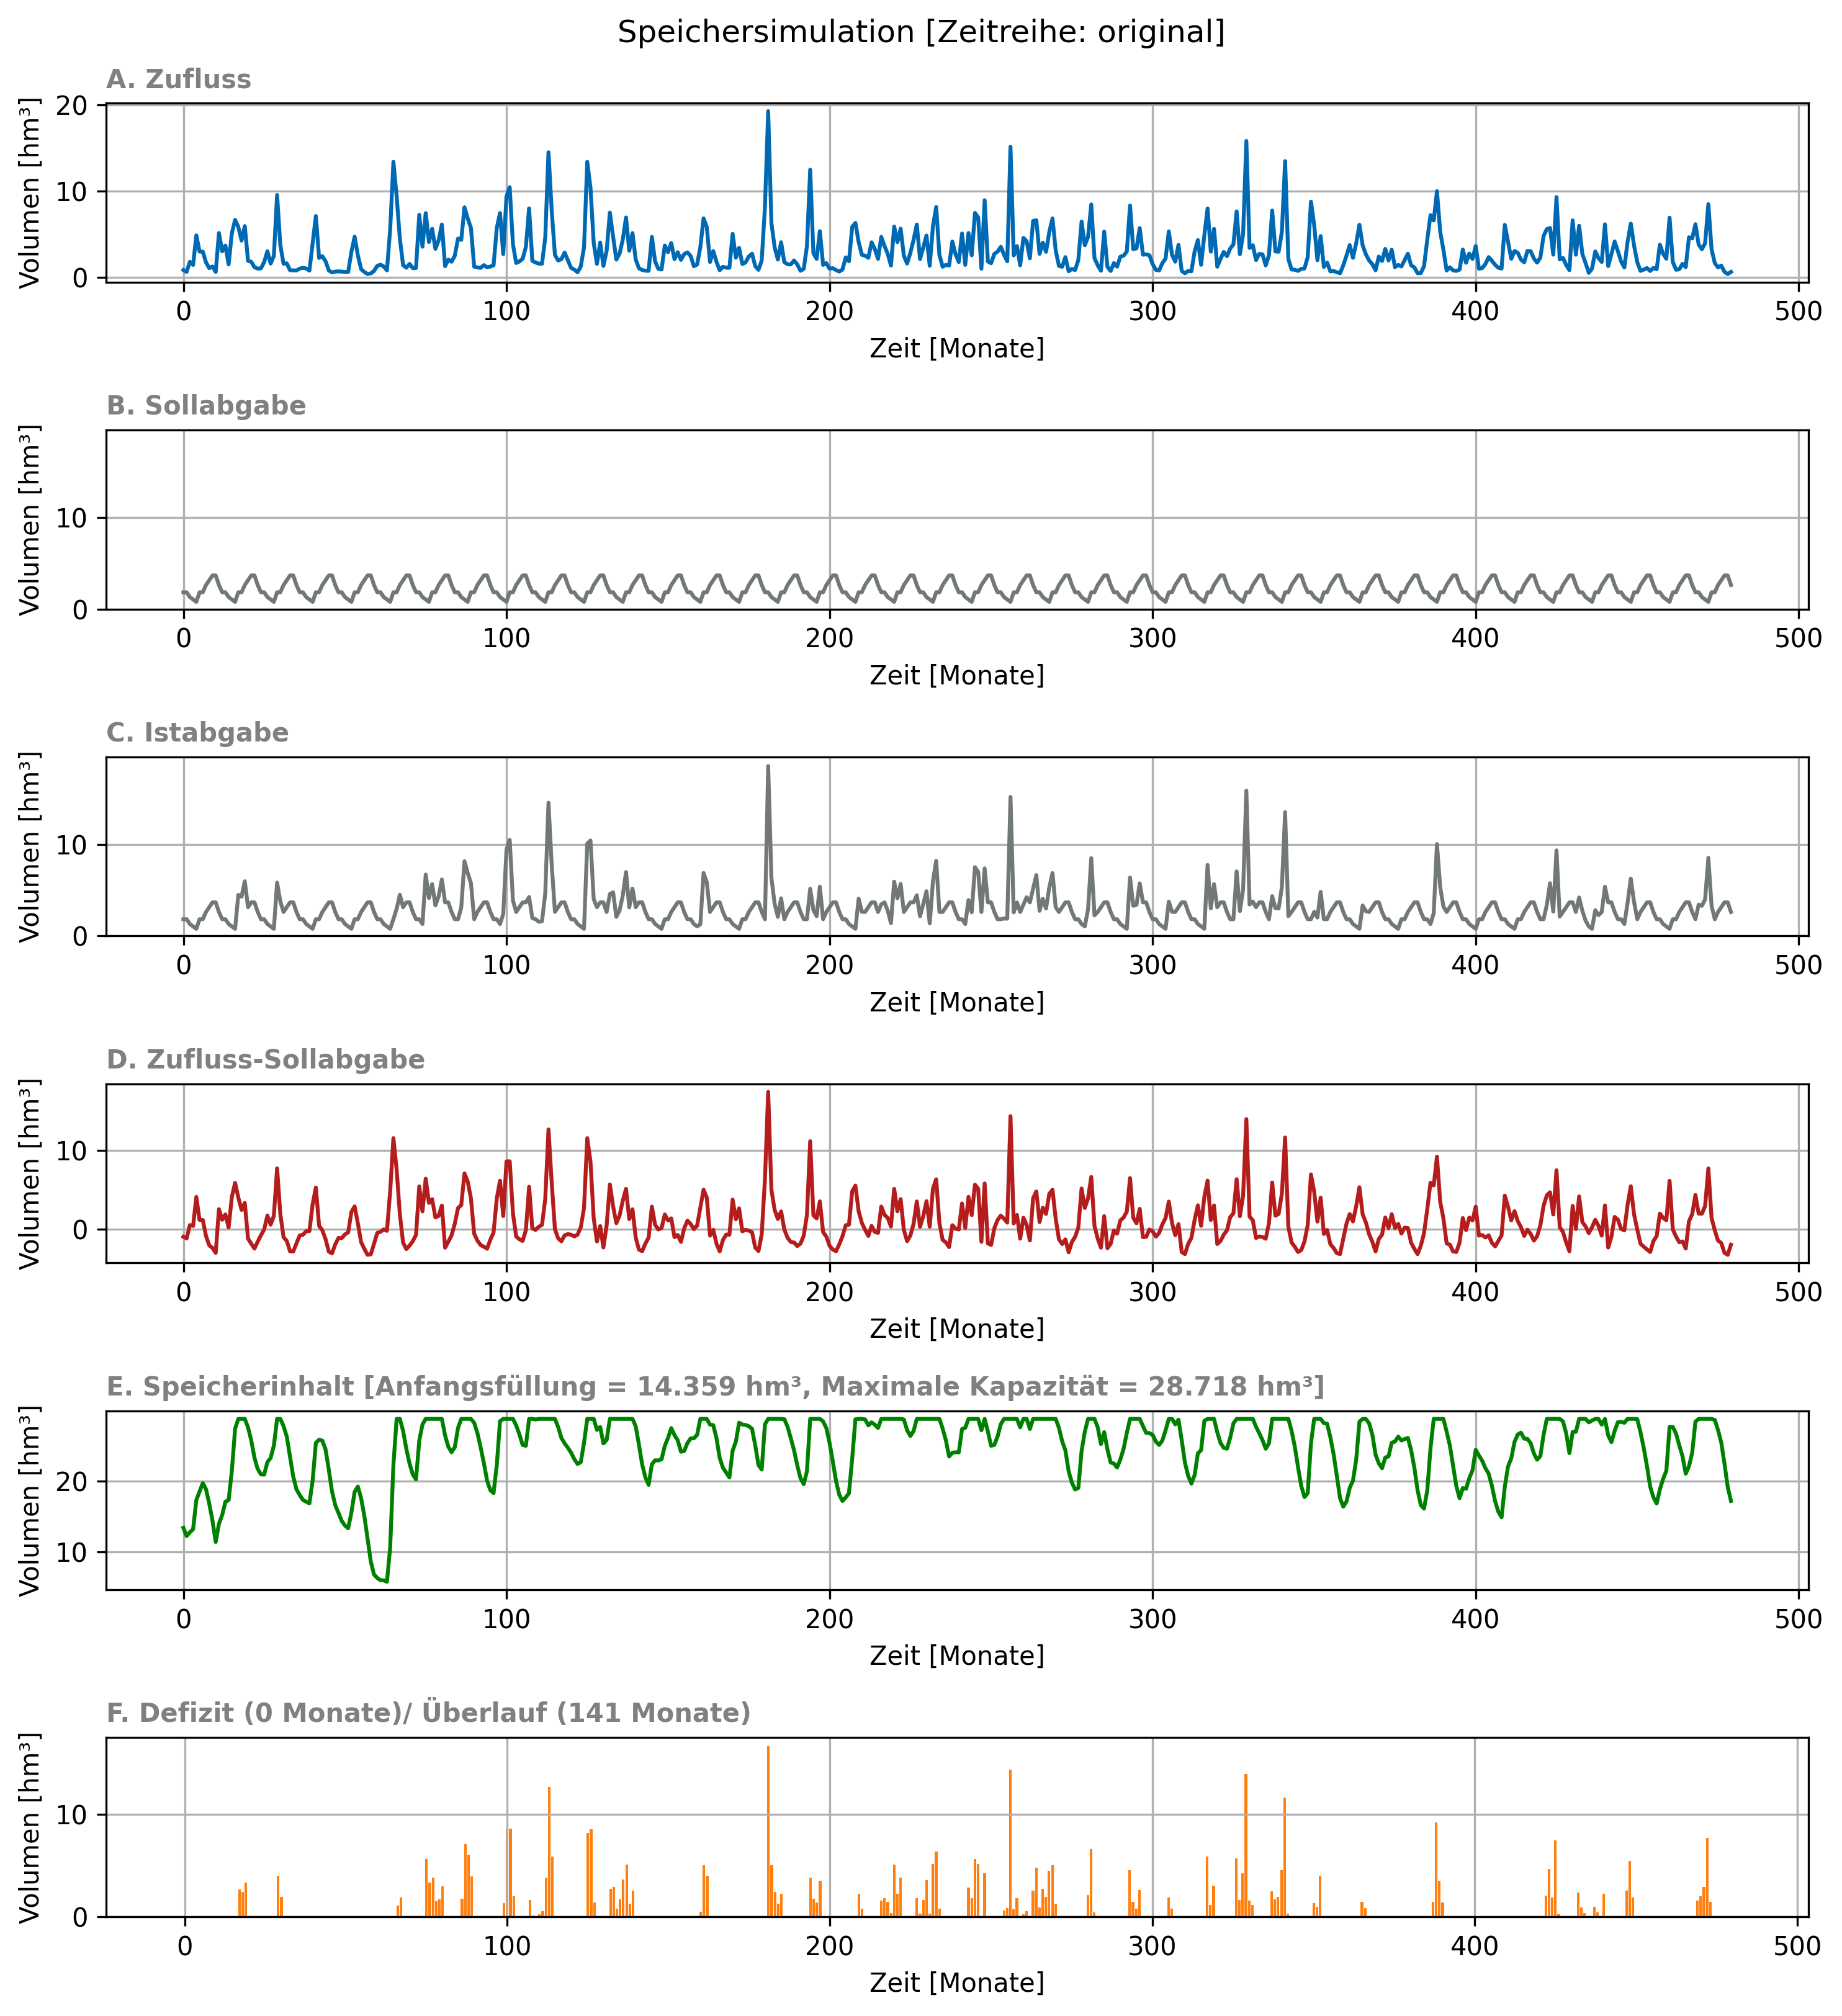 Speichersimulation [Zeitreihe: original]
A. Zufluss
Volumen [hm³]
20
10
0
0 100 200 300 400 500
Zeit [Monate]
B. Sollabgabe
Volumen [hm³]
10
0
0 100 200 300 400 500
Zeit [Monate]
C. Istabgabe
Volumen [hm³]
10
0
0 100 200 300 400 500
Zeit [Monate]
D. Zufluss-Sollabgabe
Volumen [hm³]
10
0
0 100 200 300 400 500
Zeit [Monate]
E. Speicherinhalt [Anfangsfüllung = 14.359 hm³, Maximale Kapazität = 28.718 hm³]
Volumen [hm³]
20
10
0 100 200 300 400 500
Zeit [Monate]
F. Defizit (0 Monate)/ Überlauf (141 Monate)
Volumen [hm³]
10
0
0 100 200 300 400 500
Zeit [Monate]